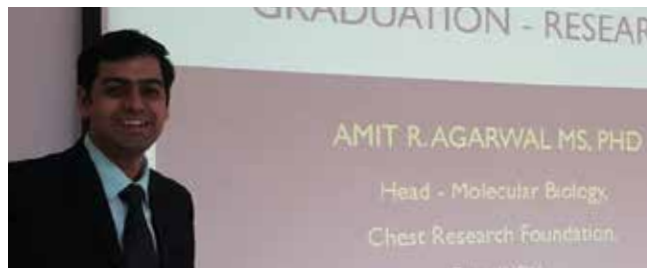 GRADUATION - RESEAR
AMIT R. AGARWAL MS, PHD
Head - Molecular Biology,
Chest Research Foundation,